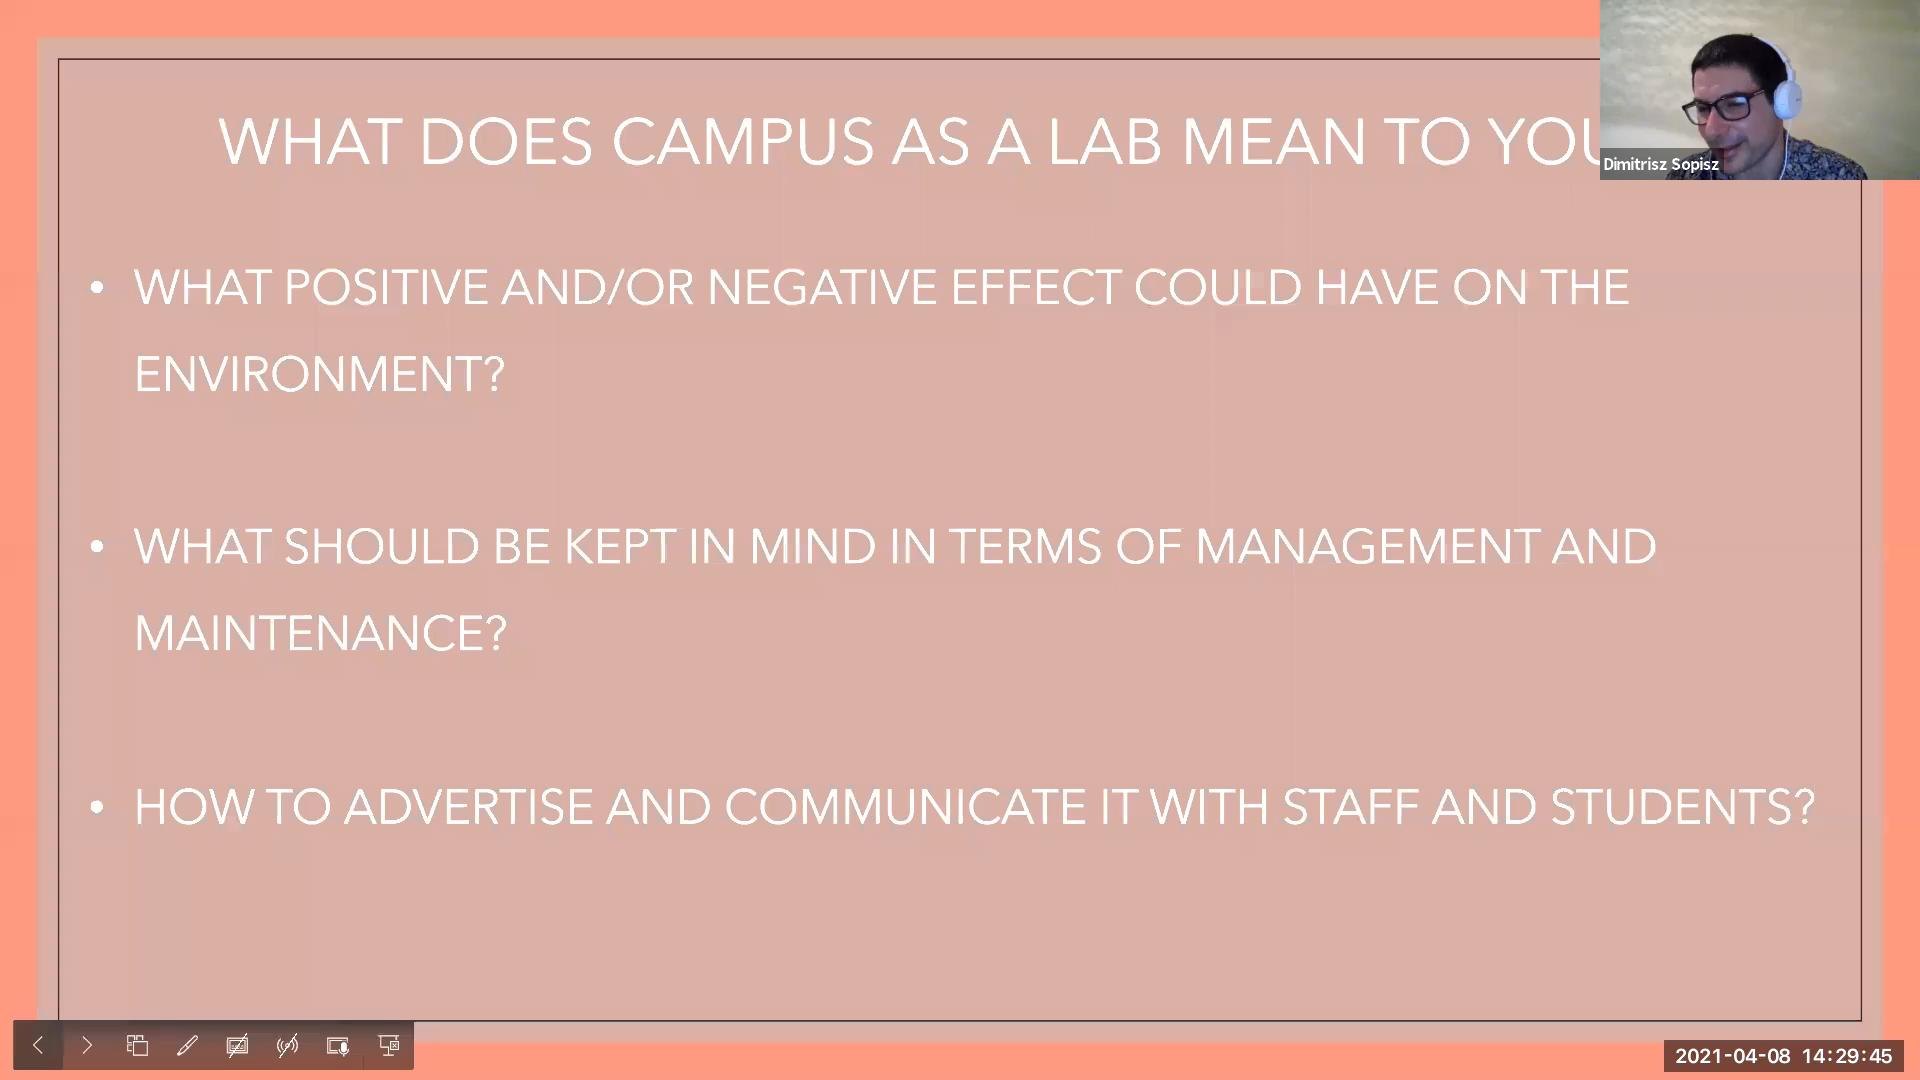 WHAT DOES CAMPUS AS A LAB MEAN TO YOU
Dimitrisz Sopisz
• WHAT POSITIVE AND/OR NEGATIVE EFFECT COULD HAVE ON THE
ENVIRONMENT?
• WHAT SHOULD BE KEPT IN MIND IN TERMS OF MANAGEMENT AND
MAINTENANCE?
• HOW TO ADVERTISE AND COMMUNICATE IT WITH STAFF AND STUDENTS?
2021-04-08 14:29:45